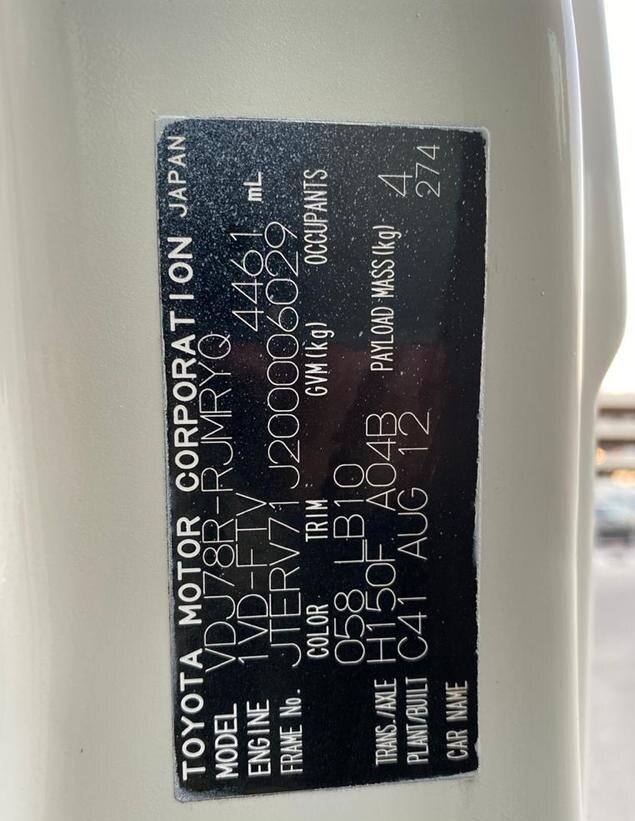 TOYOTA MOTOR CORPORATION JAPAN
MODEL VDJ78R-RJMRYQ
ENGINE 1VD-FTV 4461 mL
FRAME No. JTERV71J200006029
COLOR TRIM GVM(kg) OCCUPANTS
058 LB10 4
TRANS./AXLE H150F A04B PAYLOAD MASS(kg)
PLANT/BUILT C41 AUG 12 274
CAR NAME